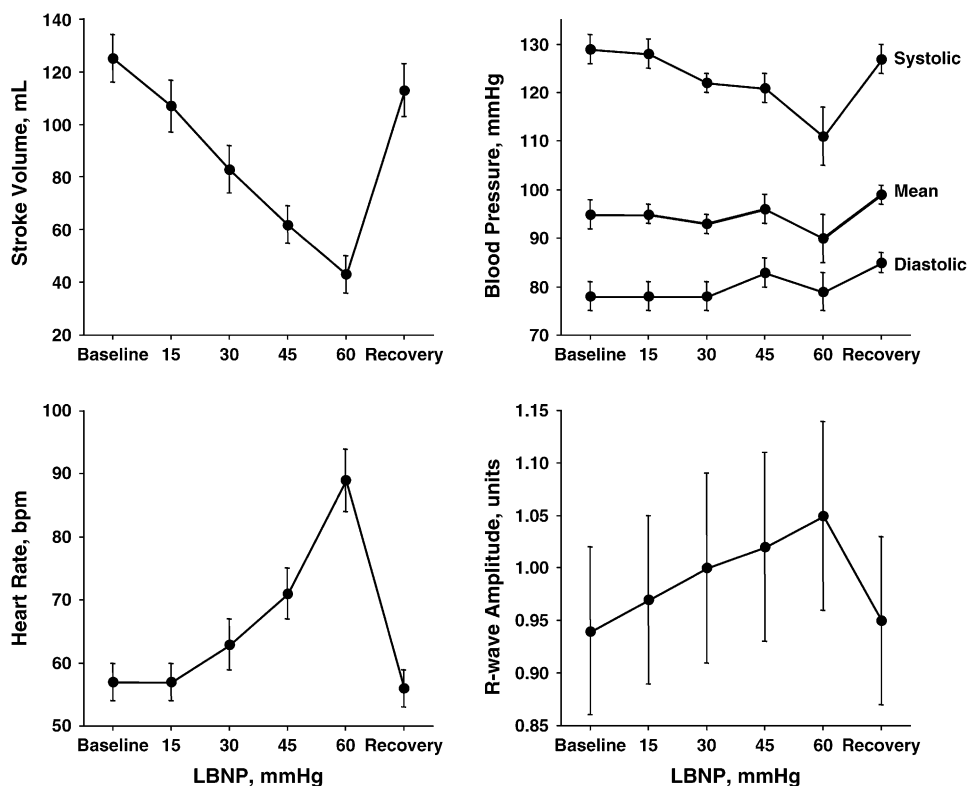 Stroke Volume, mL
140
120
100
80
60
40
20
Baseline 15 30 45 60 Recovery
Blood Pressure, mmHg
130
120
110
100
90
80
70
Systolic
Mean
Diastolic
Baseline 15 30 45 60 Recovery
Heart Rate, bpm
100
90
80
70
60
50
Baseline 15 30 45 60 Recovery
LBNP, mmHg
R-wave Amplitude, units
1.15
1.10
1.05
1.00
0.95
0.90
0.85
Baseline 15 30 45 60 Recovery
LBNP, mmHg